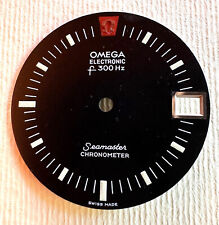 OMEGA
ELECTRONIC
f 300 Hz
Seamaster
CHRONOMETER
SWISS MADE